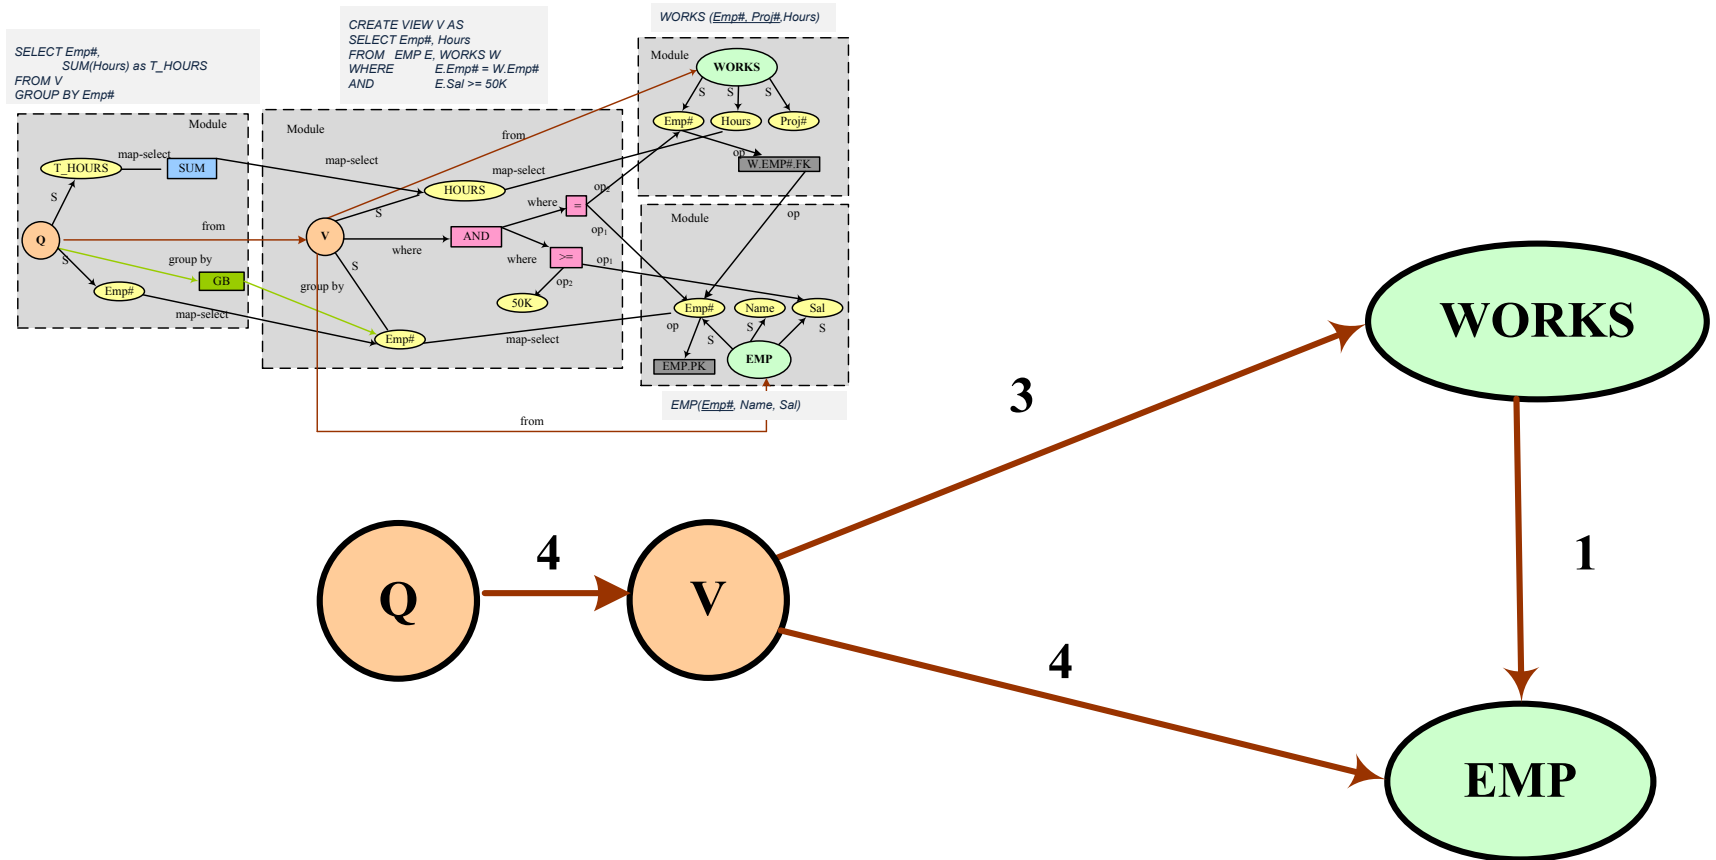 SELECT Emp#,
SUM(Hours) as T_HOURS
FROM V
GROUP BY Emp#
CREATE VIEW V AS
SELECT Emp#, Hours
FROM EMP E, WORKS W
WHERE E.Emp# = W.Emp#
AND E.Sal >= 50K
WORKS (Emp#, Proj#,Hours)
Module
T_HOURS
map-select
SUM
S
Q
from
S
group by
GB
Emp#
map-select
Module
map-select
HOURS
map-select
from
S
V
where
AND
where
=
op2
op1
where
>=
op1
op2
50K
S
group by
Emp#
map-select
from
Module
WORKS
S
S
S
Emp#
Hours
Proj#
op
W.EMP#.FK
op
Module
Emp#
Name
Sal
op
S
S
S
EMP
EMP.PK
EMP(Emp#, Name, Sal)
WORKS
3
1
4
Q
V
4
EMP